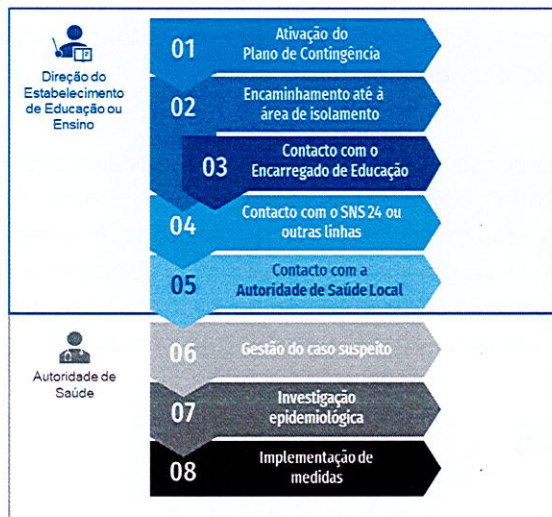 Direção do
Estabelecimento
de Educação ou
Ensino
01
Ativação do
Plano de Contingência
02
Encaminhamento até à
área de isolamento
03
Contacto com o
Encarregado de Educação
04
Contacto com o SNS 24 ou
outras linhas
05
Contacto com a
Autoridade de Saúde Local
Autoridade de
Saúde
06
Gestão do caso suspeito
07
Investigação
epidemiológica
08
Implementação de
medidas